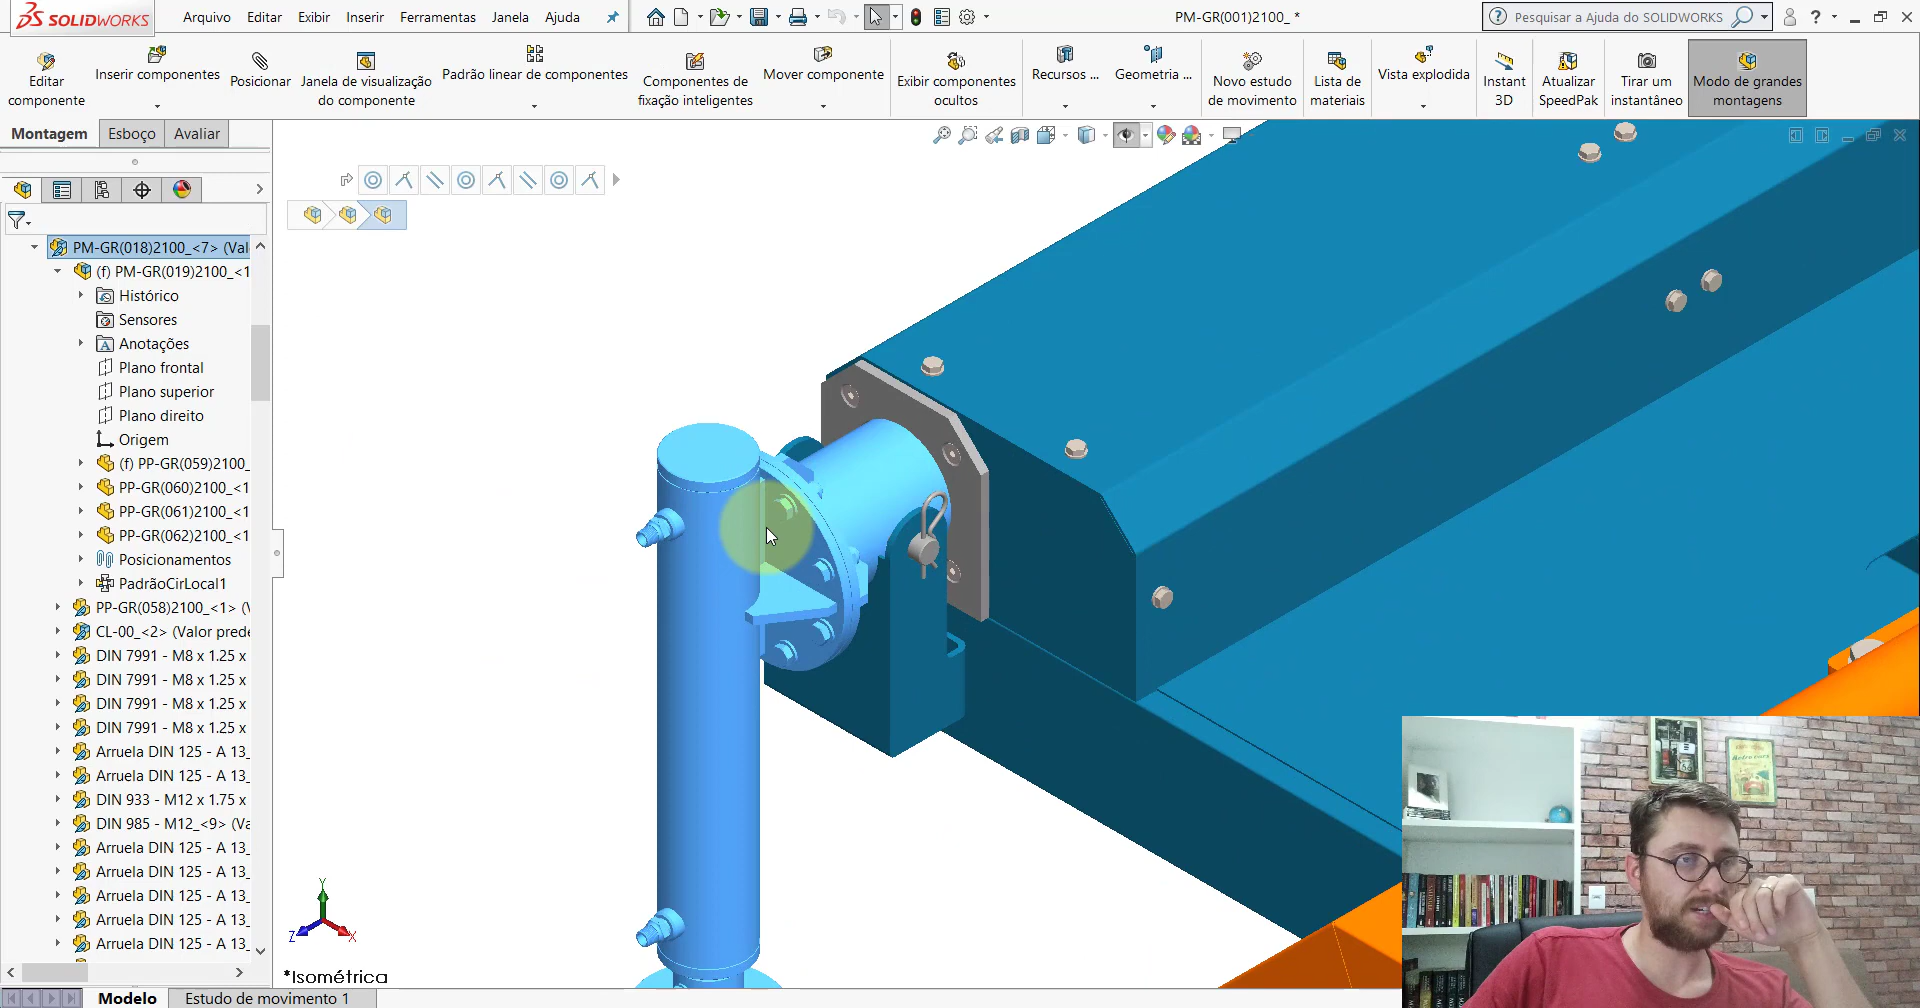 SOLIDWORKS
Arquivo Editar Exibir Inserir Ferramentas Janela Ajuda
PM-GR(001)2100_ *
Pesquisar a Ajuda do SOLIDWORKS
?
Editar componente
Inserir componentes
Posicionar
Janela de visualização do componente
Padrão linear de componentes
Componentes de fixação inteligentes
Mover componente
Exibir componentes ocultos
Recursos ...
Geometria ...
Novo estudo de movimento
Lista de materiais
Vista explodida
Instant 3D
Atualizar SpeedPak
Tirar um instantâneo
Modo de grandes montagens
Montagem Esboço Avaliar
PM-GR(018)2100_<7> (Val
(f) PM-GR(019)2100_<1
Histórico
Sensores
Anotações
Plano frontal
Plano superior
Plano direito
Origem
(f) PP-GR(059)2100_
PP-GR(060)2100_<1
PP-GR(061)2100_<1
PP-GR(062)2100_<1
Posicionamentos
PadrãoCirLocal1
PP-GR(058)2100_<1> (V
CL-00_<2> (Valor prede
DIN 7991 - M8 x 1.25 x
DIN 7991 - M8 x 1.25 x
DIN 7991 - M8 x 1.25 x
DIN 7991 - M8 x 1.25 x
Arruela DIN 125 - A 13_
Arruela DIN 125 - A 13_
DIN 933 - M12 x 1.75 x
DIN 985 - M12_<9> (Va
Arruela DIN 125 - A 13_
Arruela DIN 125 - A 13_
Arruela DIN 125 - A 13_
Arruela DIN 125 - A 13_
Arruela DIN 125 - A 13_
Y
Z
X
*Isométrica
Modelo Estudo de movimento 1